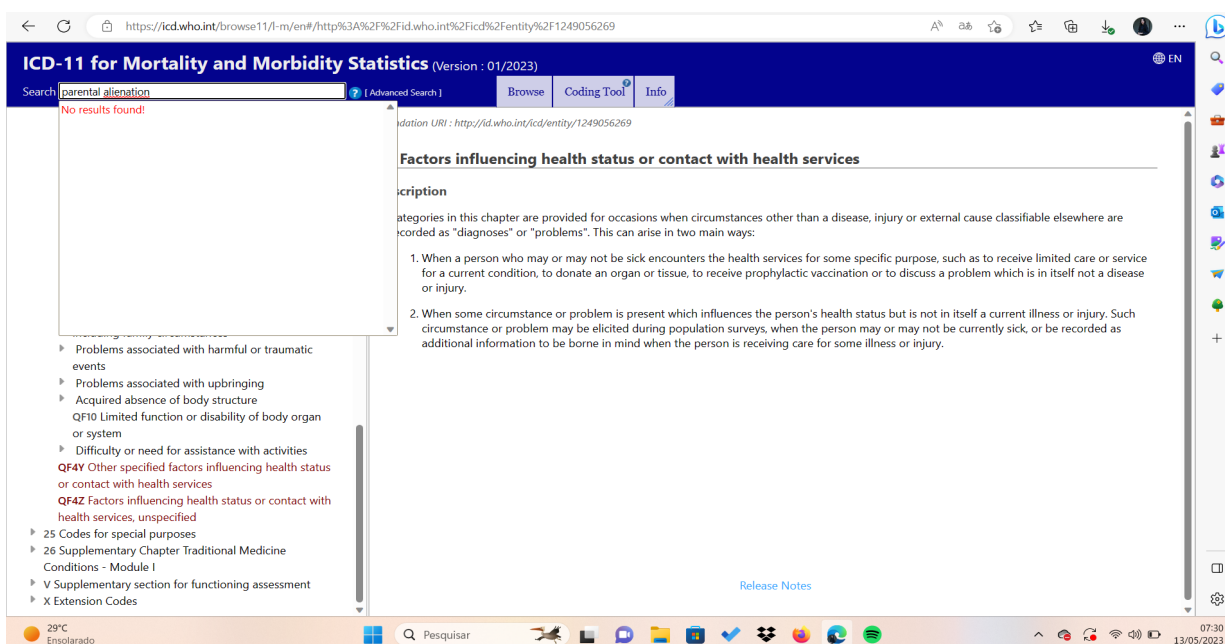 https://icd.who.int/browse11/l-m/en#/http%3A%2F%2Fid.who.int%2Ficd%2Fentity%2F1249056269
ICD-11 for Mortality and Morbidity Statistics (Version : 01/2023)
EN
Search parental alienation ? [ Advanced Search ] Browse Coding Tool ? Info
No results found!
dation URI : http://id.who.int/icd/entity/1249056269
Factors influencing health status or contact with health services
scription
ategories in this chapter are provided for occasions when circumstances other than a disease, injury or external cause classifiable elsewhere are
ecorded as "diagnoses" or "problems". This can arise in two main ways:
1. When a person who may or may not be sick encounters the health services for some specific purpose, such as to receive limited care or service
for a current condition, to donate an organ or tissue, to receive prophylactic vaccination or to discuss a problem which is in itself not a disease
or injury.
2. When some circumstance or problem is present which influences the person's health status but is not in itself a current illness or injury. Such
circumstance or problem may be elicited during population surveys, when the person may or may not be currently sick, or be recorded as
additional information to be borne in mind when the person is receiving care for some illness or injury.
Problems associated with harmful or traumatic
events
Problems associated with upbringing
Acquired absence of body structure
QF10 Limited function or disability of body organ
or system
Difficulty or need for assistance with activities
QF4Y Other specified factors influencing health status
or contact with health services
QF4Z Factors influencing health status or contact with
health services, unspecified
25 Codes for special purposes
26 Supplementary Chapter Traditional Medicine
Conditions - Module I
V Supplementary section for functioning assessment
X Extension Codes
Release Notes
29°C
Ensolarado
Pesquisar
07:30
13/05/2023